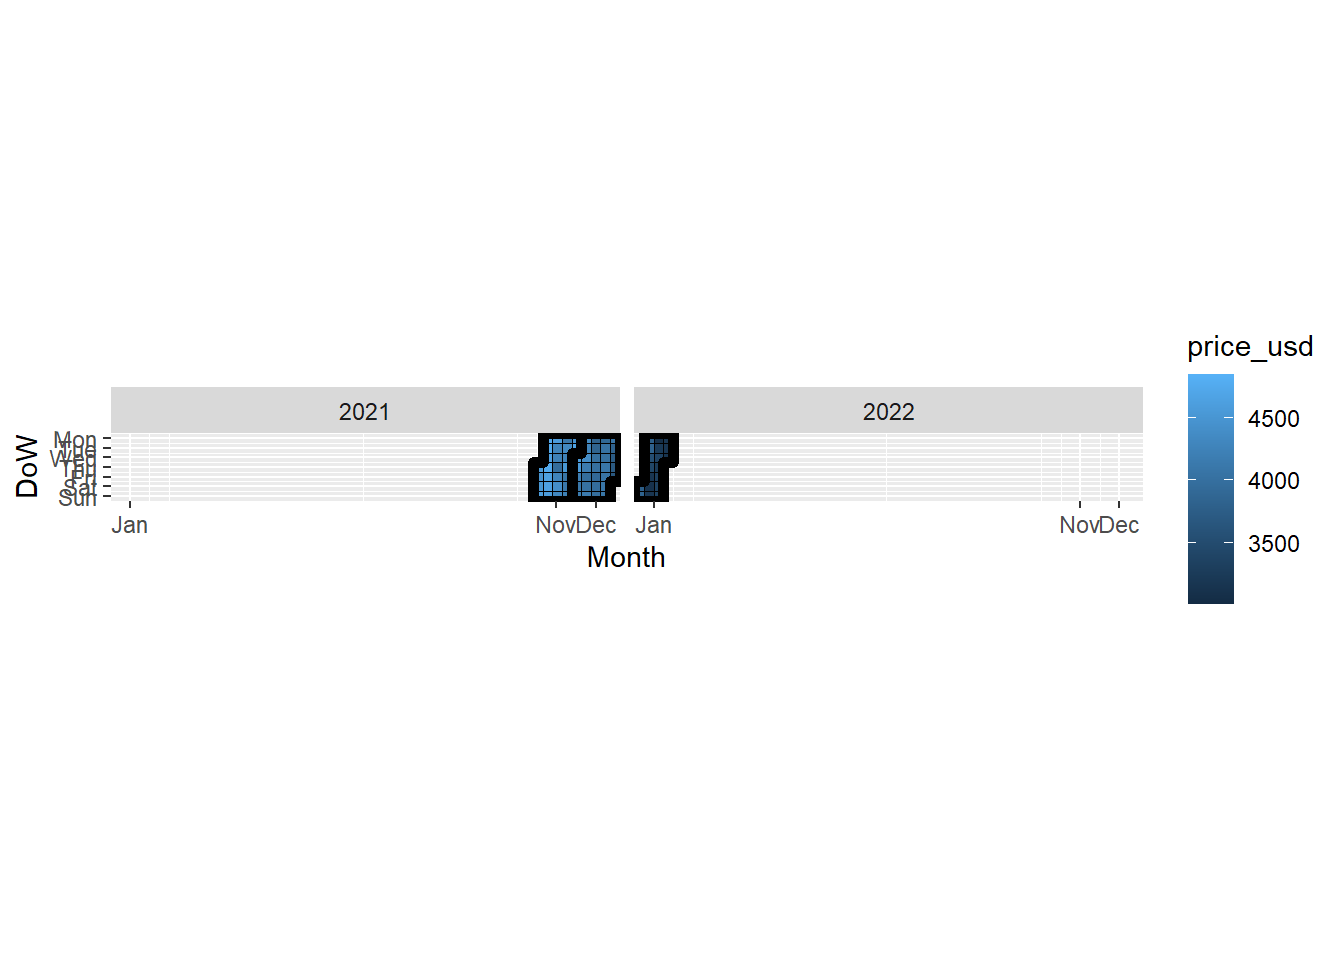 price_usd
4500
4000
3500
2021 2022
DoW
Mon
Tue
Wed
Thu
Fri
Sat
Sun
Jan Nov Dec Jan Nov Dec
Month